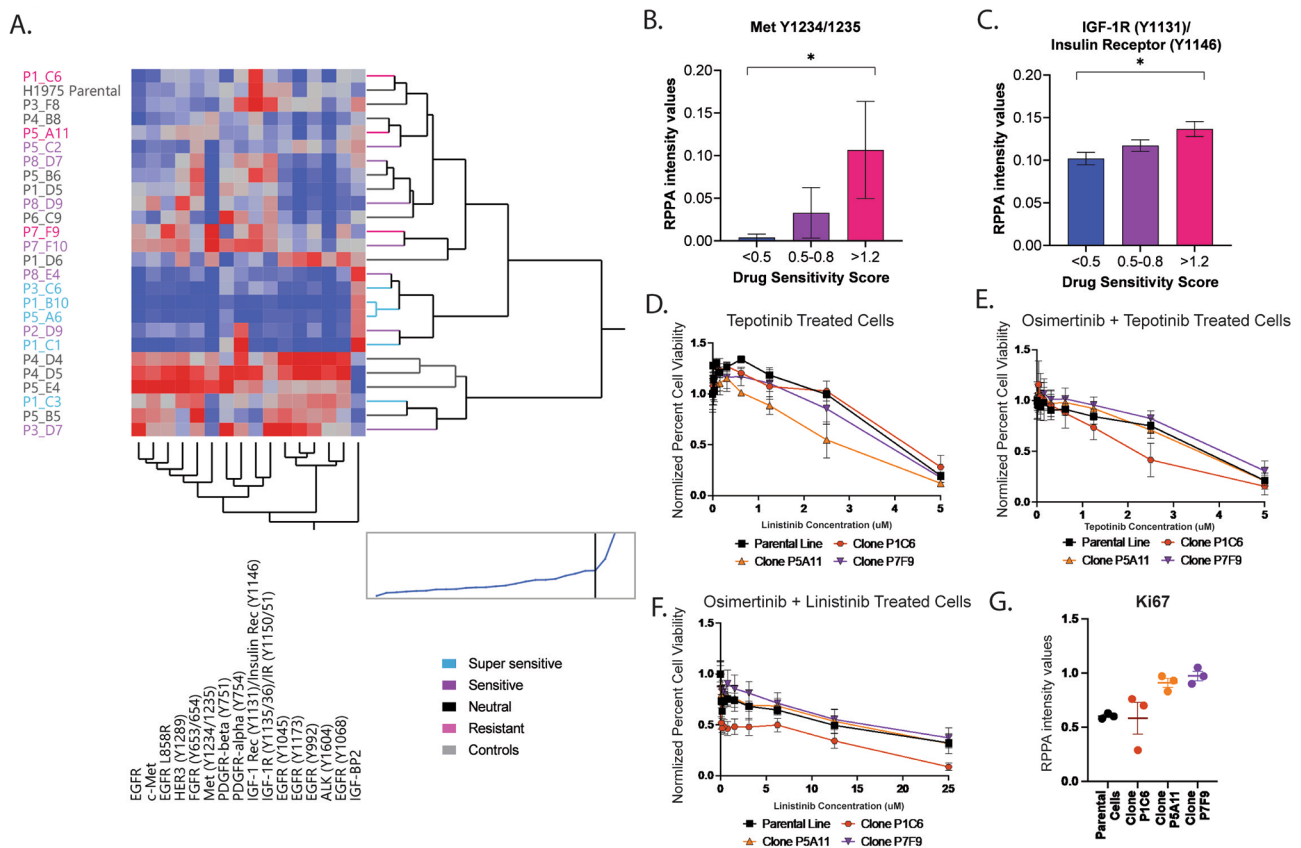 A.
P1_C6
H1975 Parental
P3_F8
P4_B8
P5_A11
P5_C2
P8_D7
P5_B6
P1_D5
P8_D9
P6_C9
P7_F9
P7_F10
P1_D6
P8_E4
P3_C6
P1_B10
P5_A6
P2_D9
P1_C1
P4_D4
P4_D5
P5_E4
P1_C3
P5_B5
P3_D7
EGFR
c-Met
EGFR L858R
HER3 (Y1289)
FGFR (Y653/654)
Met (Y1234/1235)
PDGFR-beta (Y751)
PDGFR-alpha (Y754)
IGF-1 Rec (Y1131)/Insulin Rec (Y1146)
IGF-1R (Y1135/36)/IR (Y1150/51)
EGFR (Y1045)
EGFR (Y1173)
EGFR (Y992)
ALK (Y1604)
EGFR (Y1068)
IGF-BP2
Super sensitive
Sensitive
Neutral
Resistant
Controls
B.
Met Y1234/1235
*
RPPA intensity values
0.20
0.15
0.10
0.05
0.00
<0.5
0.5-0.8
>1.2
Drug Sensitivity Score
C.
IGF-1R (Y1131)/
Insulin Receptor (Y1146)
*
RPPA intensity values
0.20
0.15
0.10
0.05
0.00
<0.5
0.5-0.8
>1.2
Drug Sensitivity Score
D.
Tepotinib Treated Cells
Normlized Percent Cell Viability
1.5
1.0
0.5
0.0
0
1
2
3
4
5
Linistinib Concentration (uM)
Parental Line
Clone P1C6
Clone P5A11
Clone P7F9
E.
Osimertinib + Tepotinib Treated Cells
Normlized Percent Cell Viability
1.5
1.0
0.5
0.0
0
1
2
3
4
5
Tepotinib Concentration (uM)
Parental Line
Clone P1C6
Clone P5A11
Clone P7F9
F.
Osimertinib + Linistinib Treated Cells
Normlized Percent Cell Viability
1.5
1.0
0.5
0.0
0
5
10
15
20
25
Linistinib Concentration (uM)
Parental Line
Clone P1C6
Clone P5A11
Clone P7F9
G.
Ki67
RPPA intensity values
1.5
1.0
0.5
0.0
Parental
Cells
Clone
P1C6
Clone
P5A11
Clone
P7F9